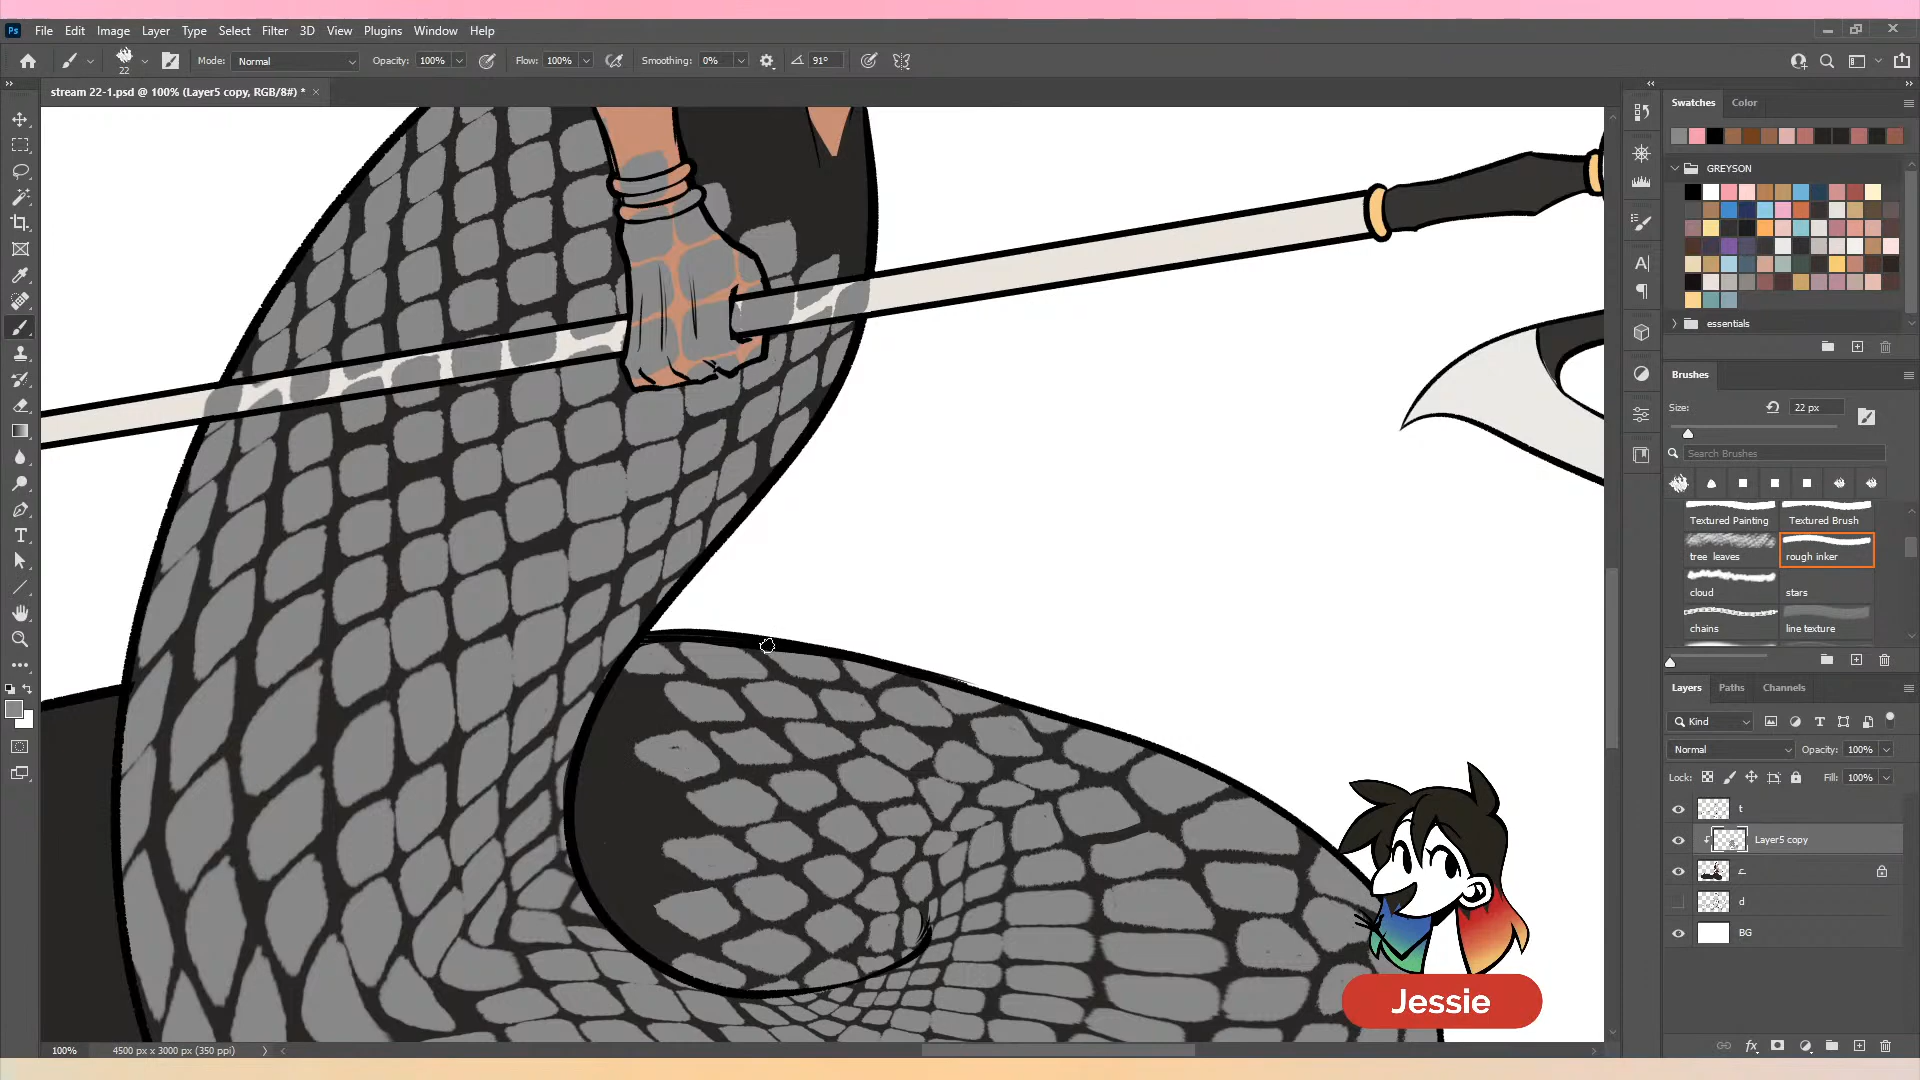 Ps File Edit Image Layer Type Select Filter 3D View Plugins Window Help
22 Mode: Normal Opacity: 100% Flow: 100% Smoothing: 0% 91°
stream 22-1.psd @ 100% (Layer5 copy, RGB/8#) *
Swatches Color
GREYSON
essentials
Brushes
Size: 22 px
Search Brushes
Textured Painting Textured Brush
tree leaves rough inker
cloud stars
chains line texture
Layers Paths Channels
Kind
Normal Opacity: 100%
Lock: Fill: 100%
t
Layer5 copy
d
BG
Jessie
100% 4500 px x 3000 px (350 ppi)